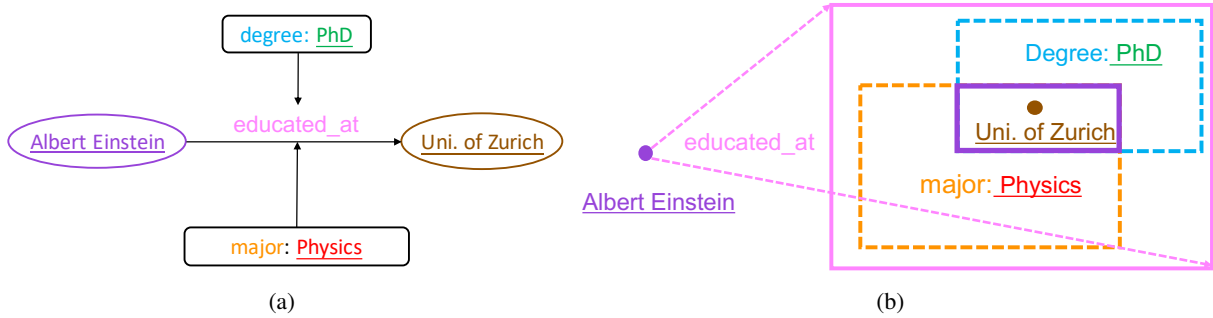 degree: PhD
educated_at
Albert Einstein
Uni. of Zurich
major: Physics
(a)
Degree: PhD
Uni. of Zurich
educated_at
major: Physics
Albert Einstein
(b)